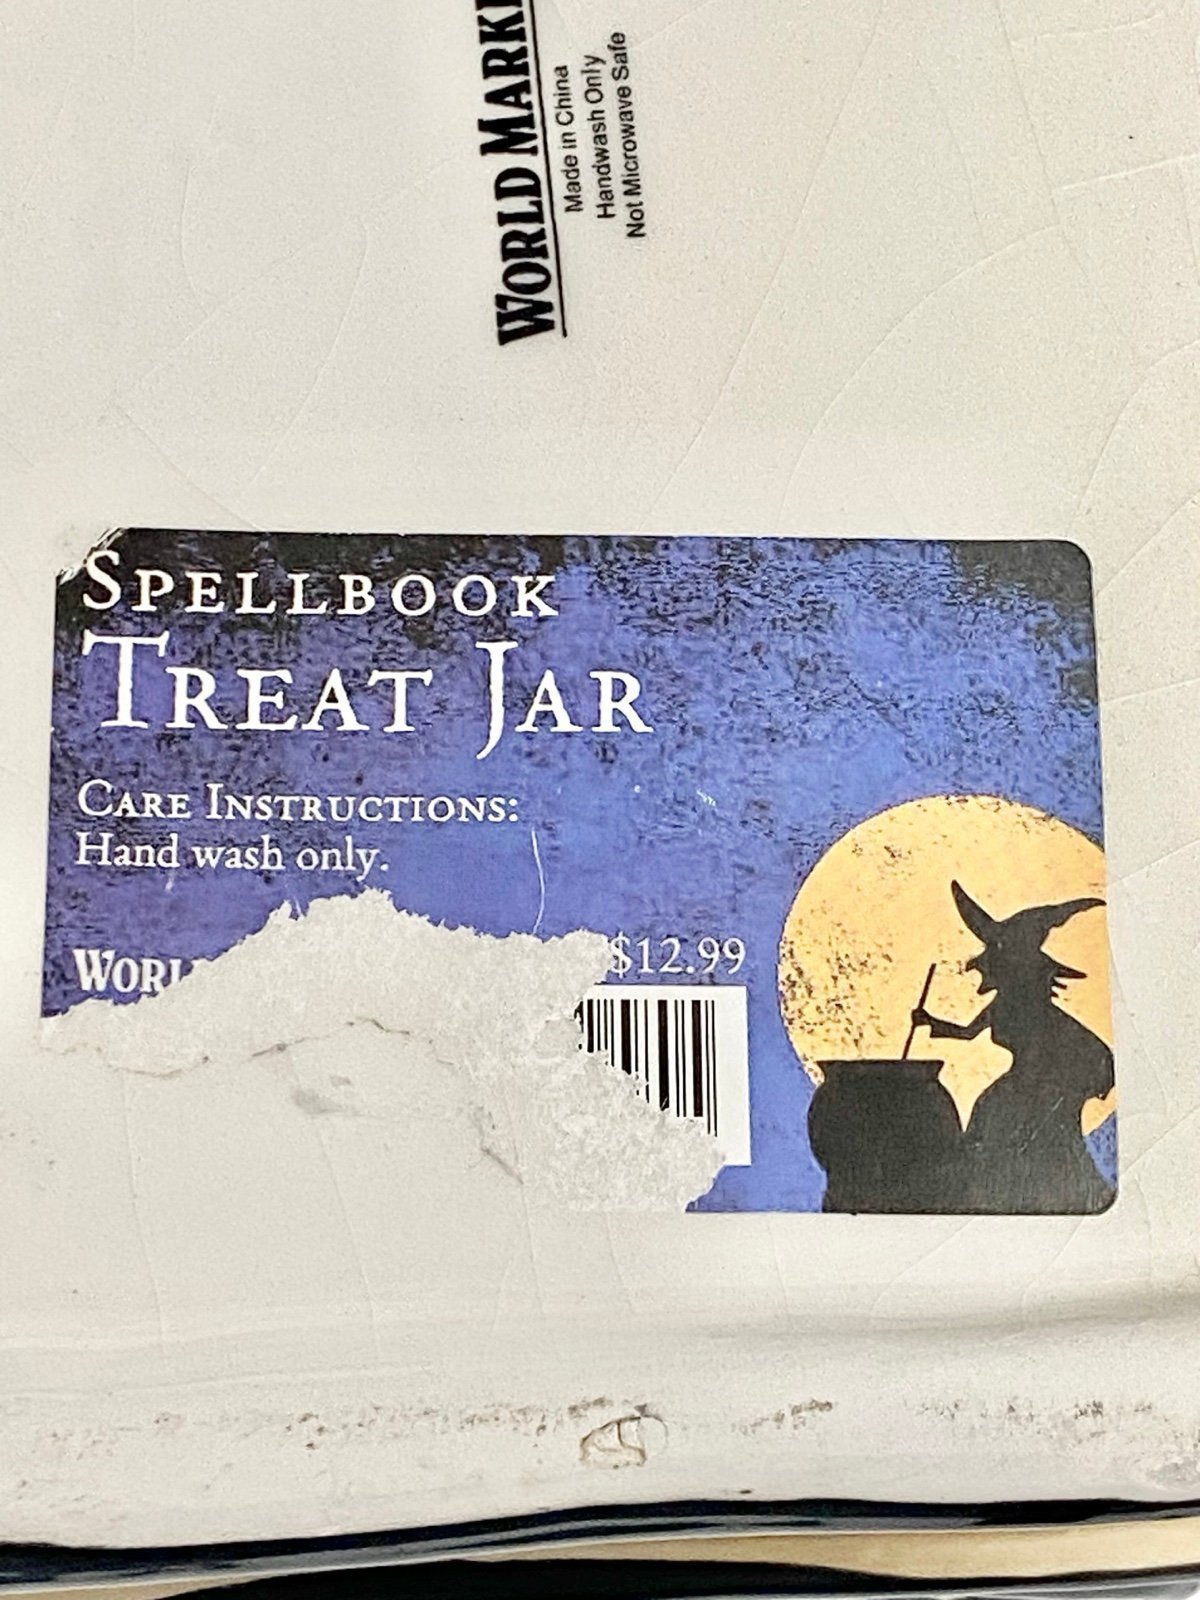 WORLD MARK
Made in China
Handwash Only
Not Microwave Safe
SPELLBOOK
TREAT JAR
CARE INSTRUCTIONS:
Hand wash only.
$12.99